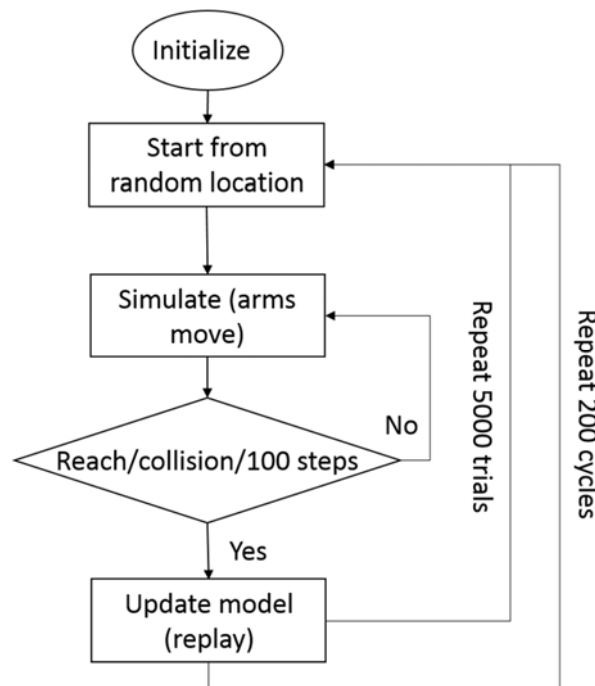 Initialize
Start from
random location
Simulate (arms
move)
No
Reach/collision/100 steps
Yes
Update model
(replay)
Repeat 5000 trials
Repeat 200 cycles